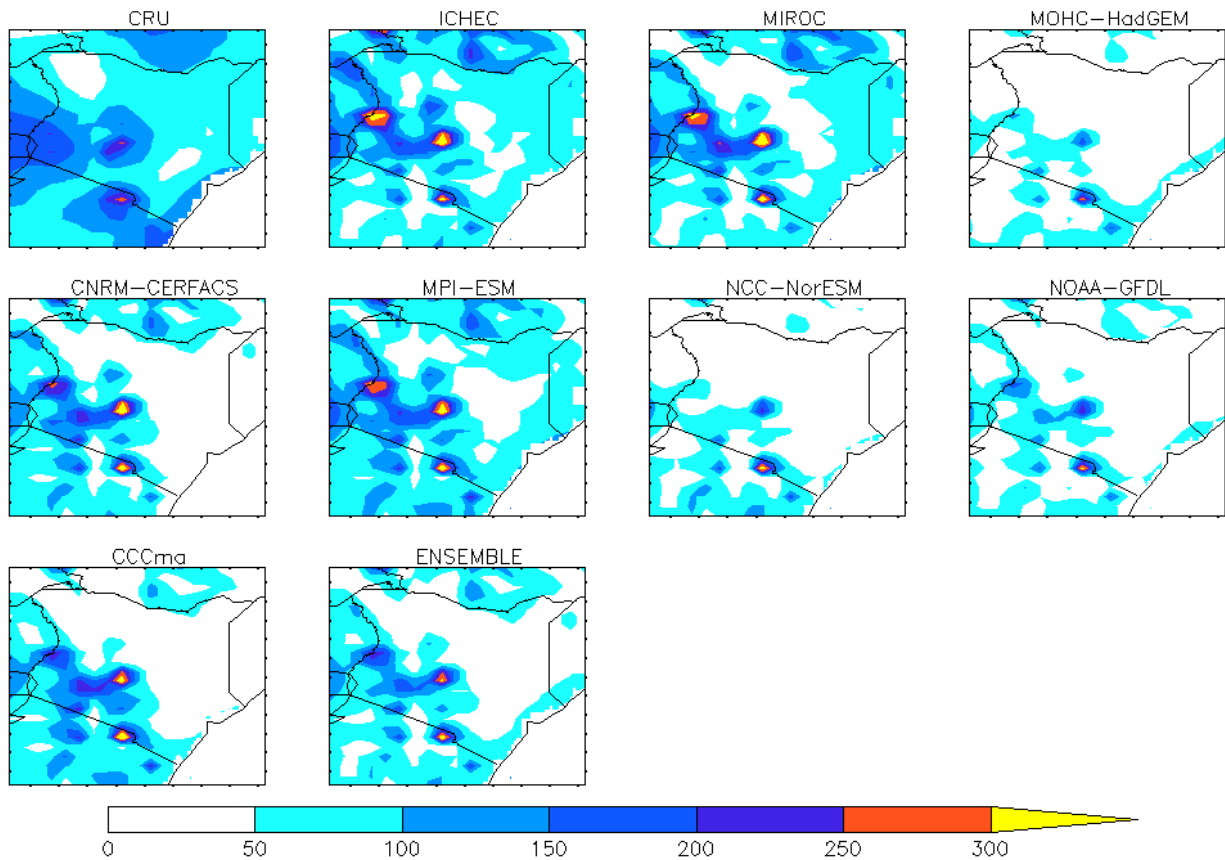 CRU ICHEC MIROC MOHC-HadGEM
CNRM-CERFACS MPI-ESM NCC-NorESM NOAA-GFDL
CCCma ENSEMBLE
0 50 100 150 200 250 300